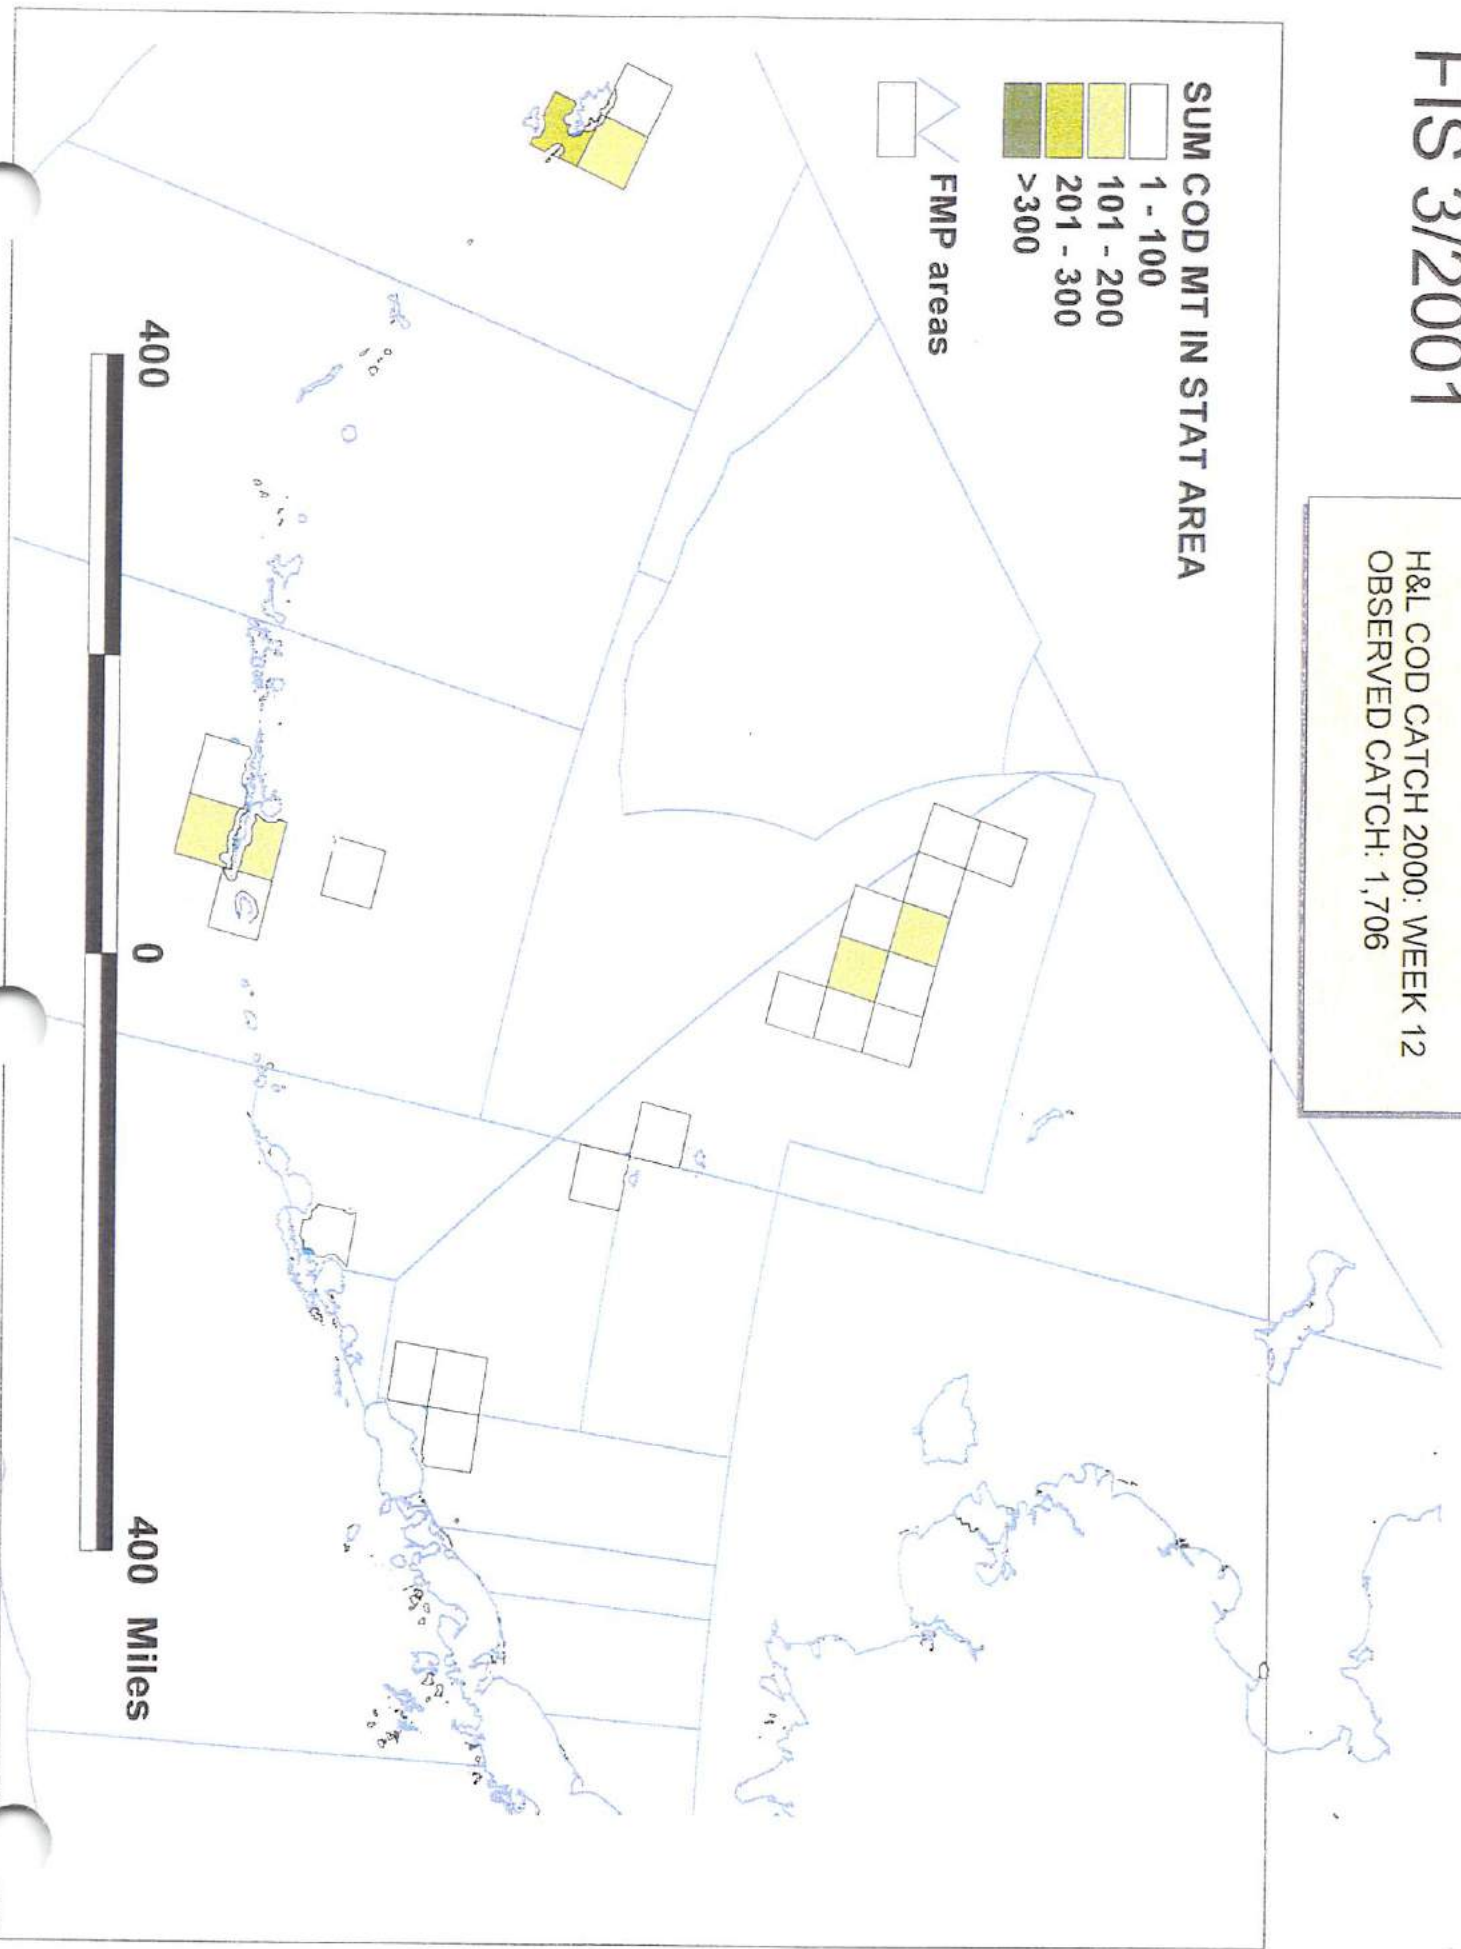 FIS 3/2001
H&L COD CATCH 2000: WEEK 12
OBSERVED CATCH: 1,706
SUM COD MT IN STAT AREA
1 - 100
101 - 200
201 - 300
>300
FMP areas
400 0 400 Miles